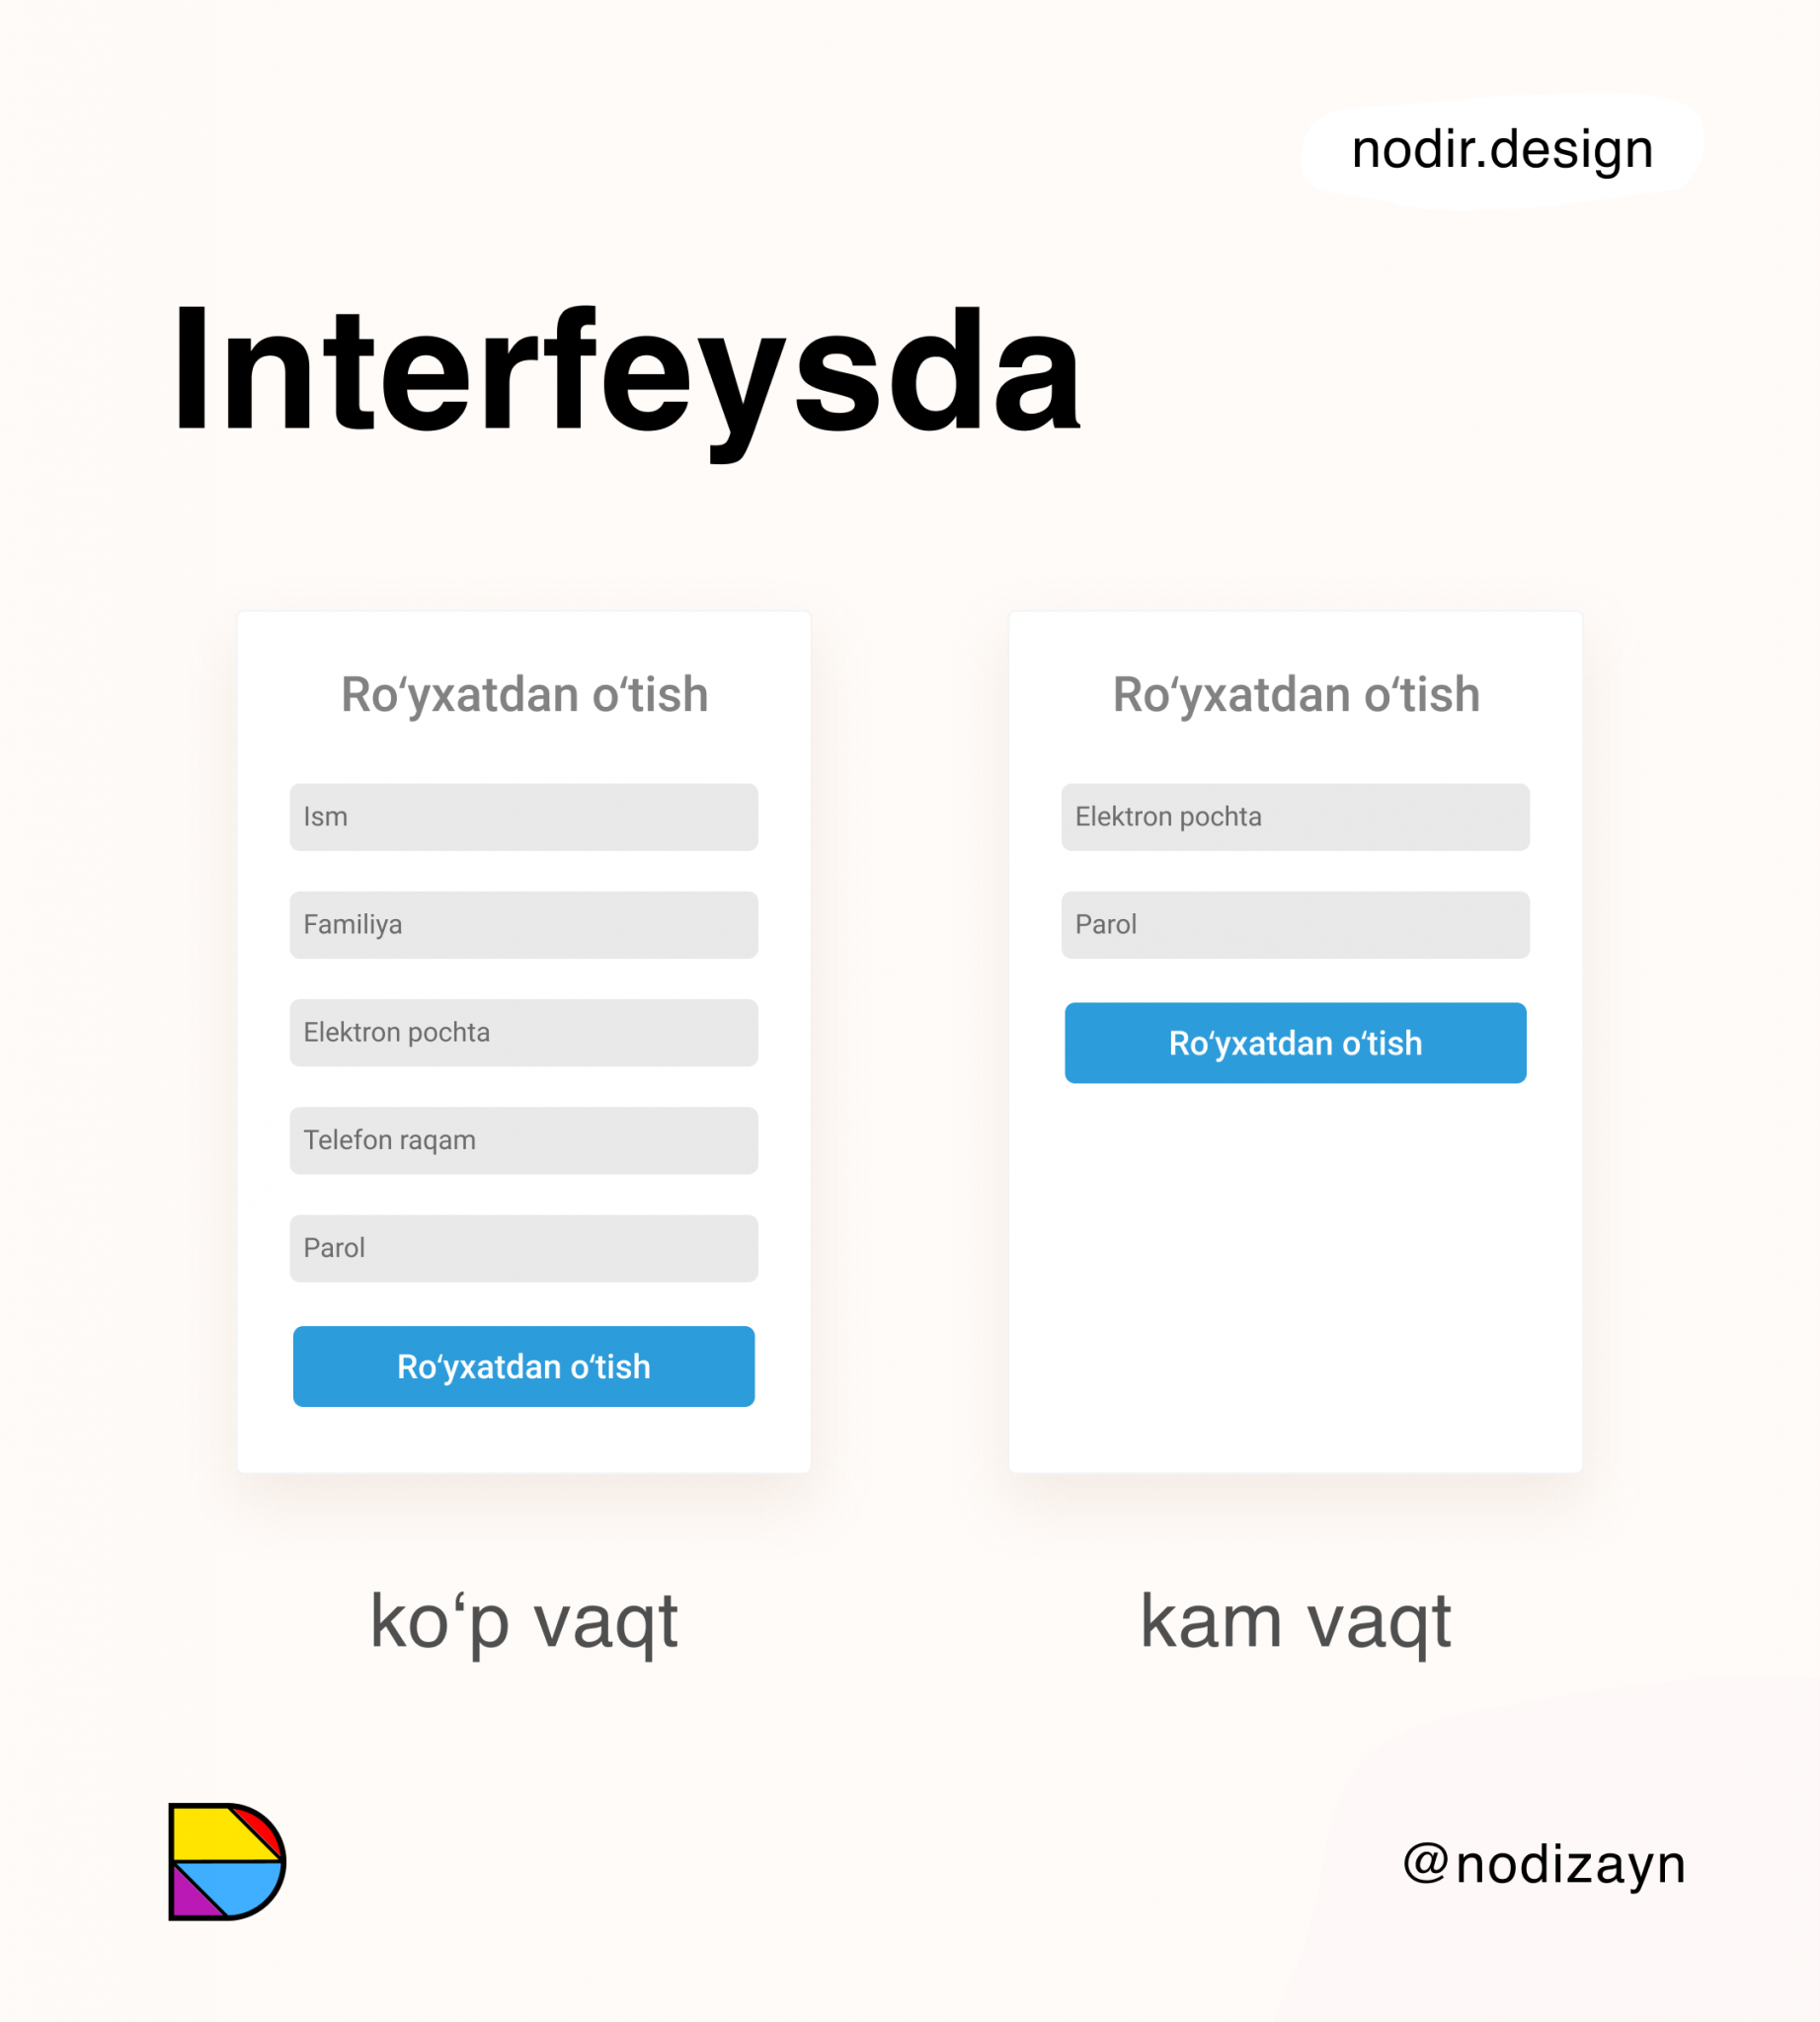 nodir.design
Interfeysda
Ro‘yxatdan o‘tish
Ism
Familiya
Elektron pochta
Telefon raqam
Parol
Ro‘yxatdan o‘tish
ko‘p vaqt
Ro‘yxatdan o‘tish
Elektron pochta
Parol
Ro‘yxatdan o‘tish
kam vaqt
@nodizayn